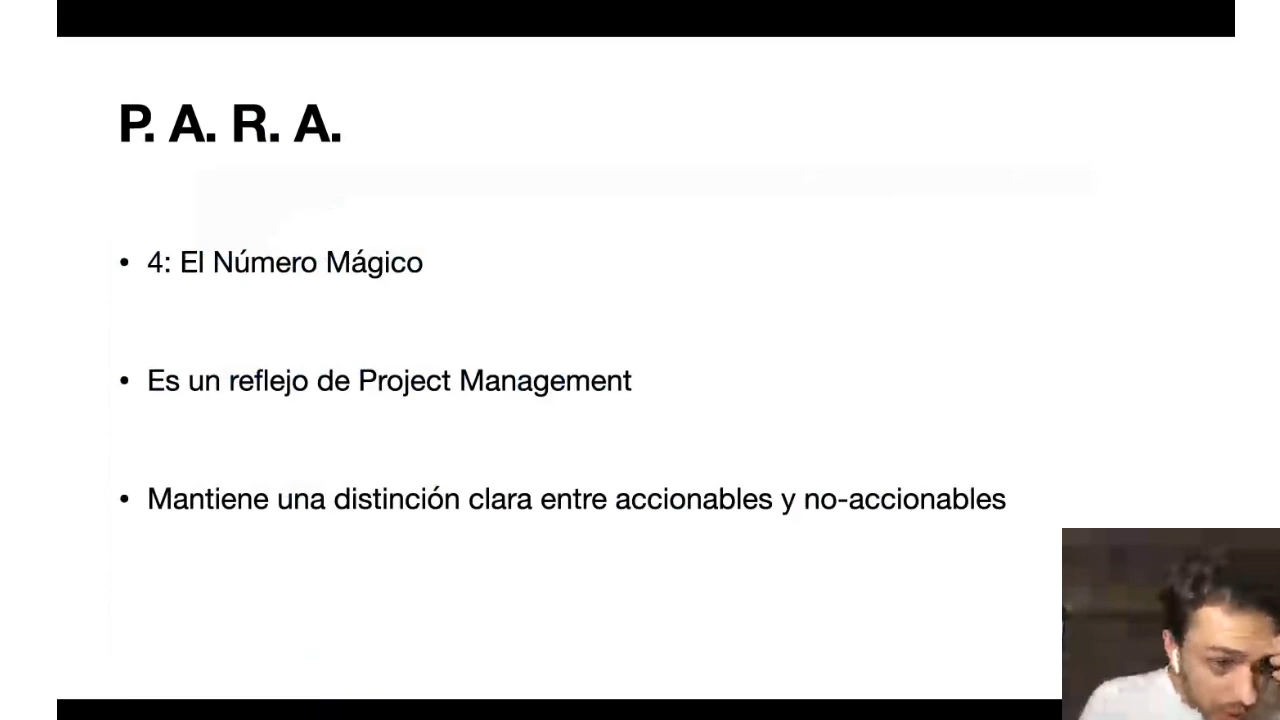 P. A. R. A.
• 4: El Número Mágico
• Es un reflejo de Project Management
• Mantiene una distinción clara entre accionables y no-accionables